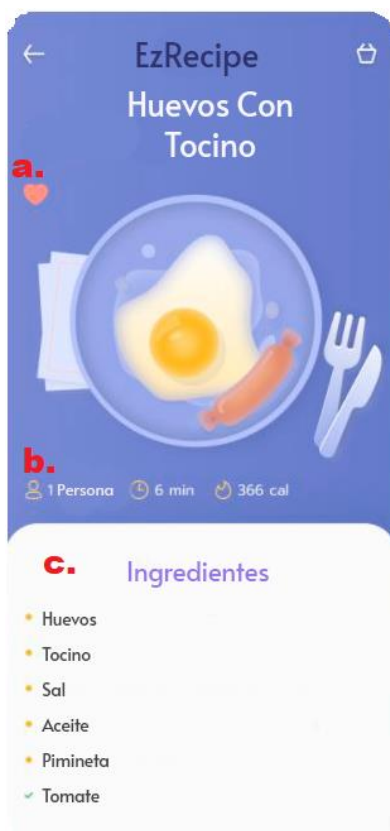 EzRecipe
Huevos Con
Tocino
a.
b.
1 Persona 6 min 366 cal
c.
Ingredientes
Huevos
Tocino
Sal
Aceite
Pimineta
Tomate